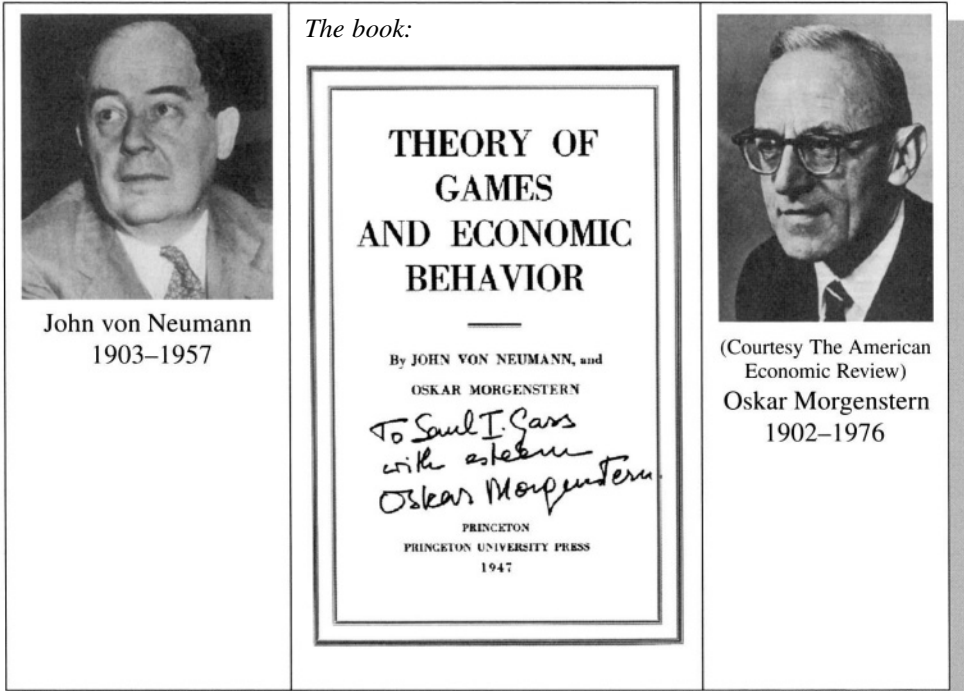 John von Neumann
1903–1957
The book:
THEORY OF
GAMES
AND ECONOMIC
BEHAVIOR
By JOHN VON NEUMANN, and
OSKAR MORGENSTERN
To Saul I. Gass
with esteem
Oskar Morgenstern.
PRINCETON
PRINCETON UNIVERSITY PRESS
1947
(Courtesy The American
Economic Review)
Oskar Morgenstern
1902–1976